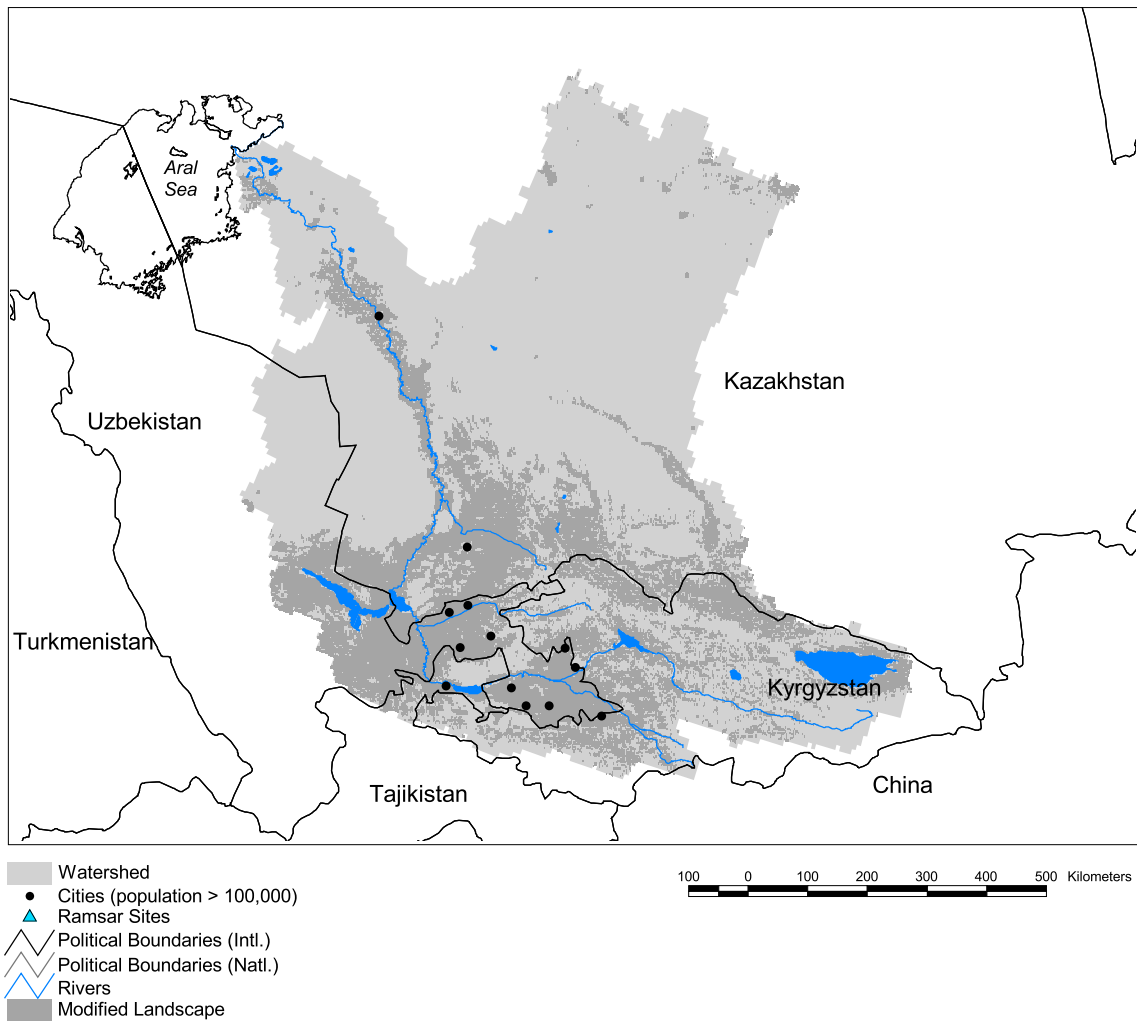 Aral
Sea
Kazakhstan
Uzbekistan
Turkmenistan
Kyrgyzstan
China
Tajikistan
Watershed
Cities (population > 100,000)
Ramsar Sites
Political Boundaries (Intl.)
Political Boundaries (Natl.)
Rivers
Modified Landscape
100 0 100 200 300 400 500 Kilometers